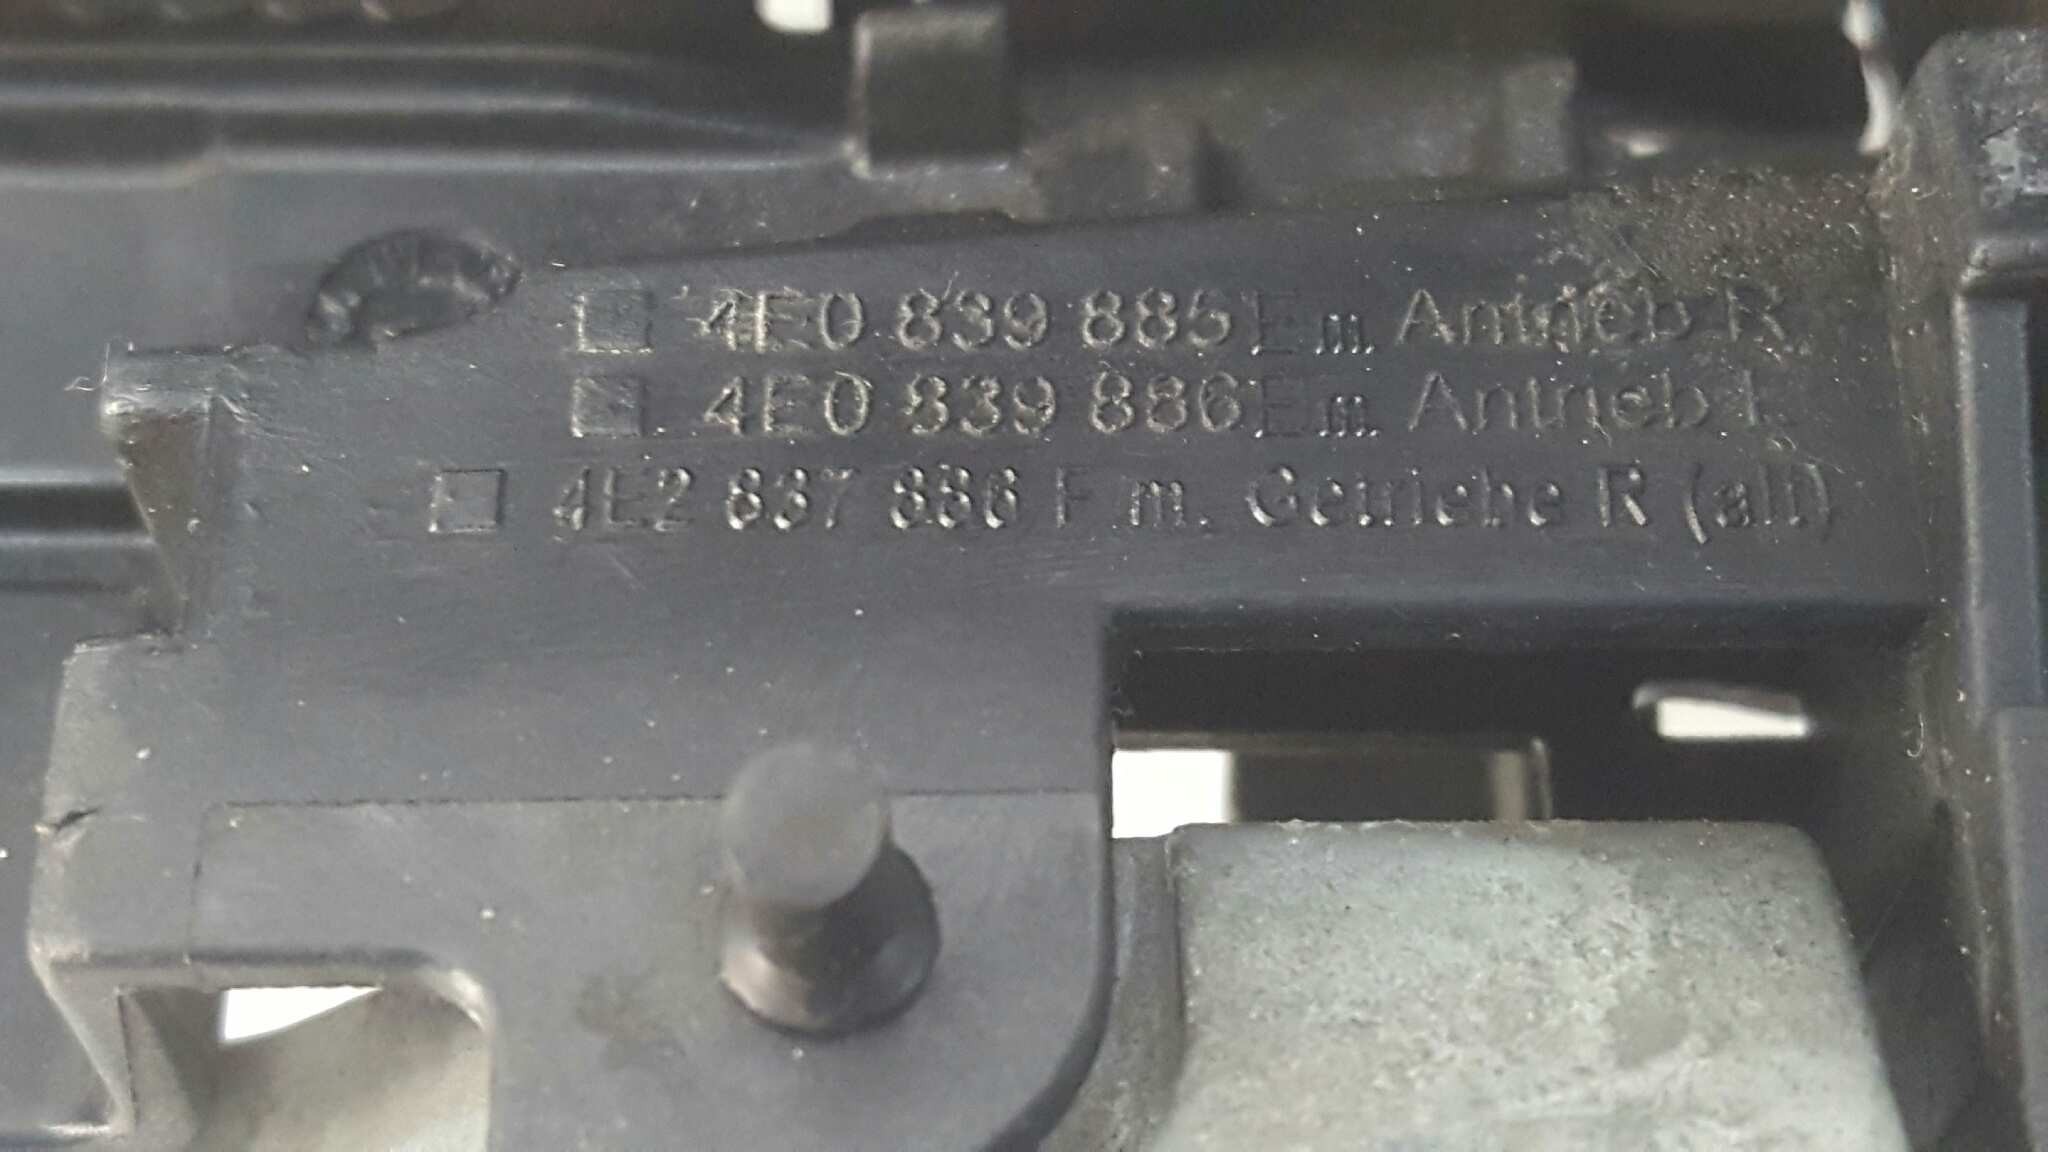 4E0 839 885 E m. Antrieb R.
4E0 839 886 E m. Antrieb L.
4E2 837 886 F m. Getriebe R (alt)